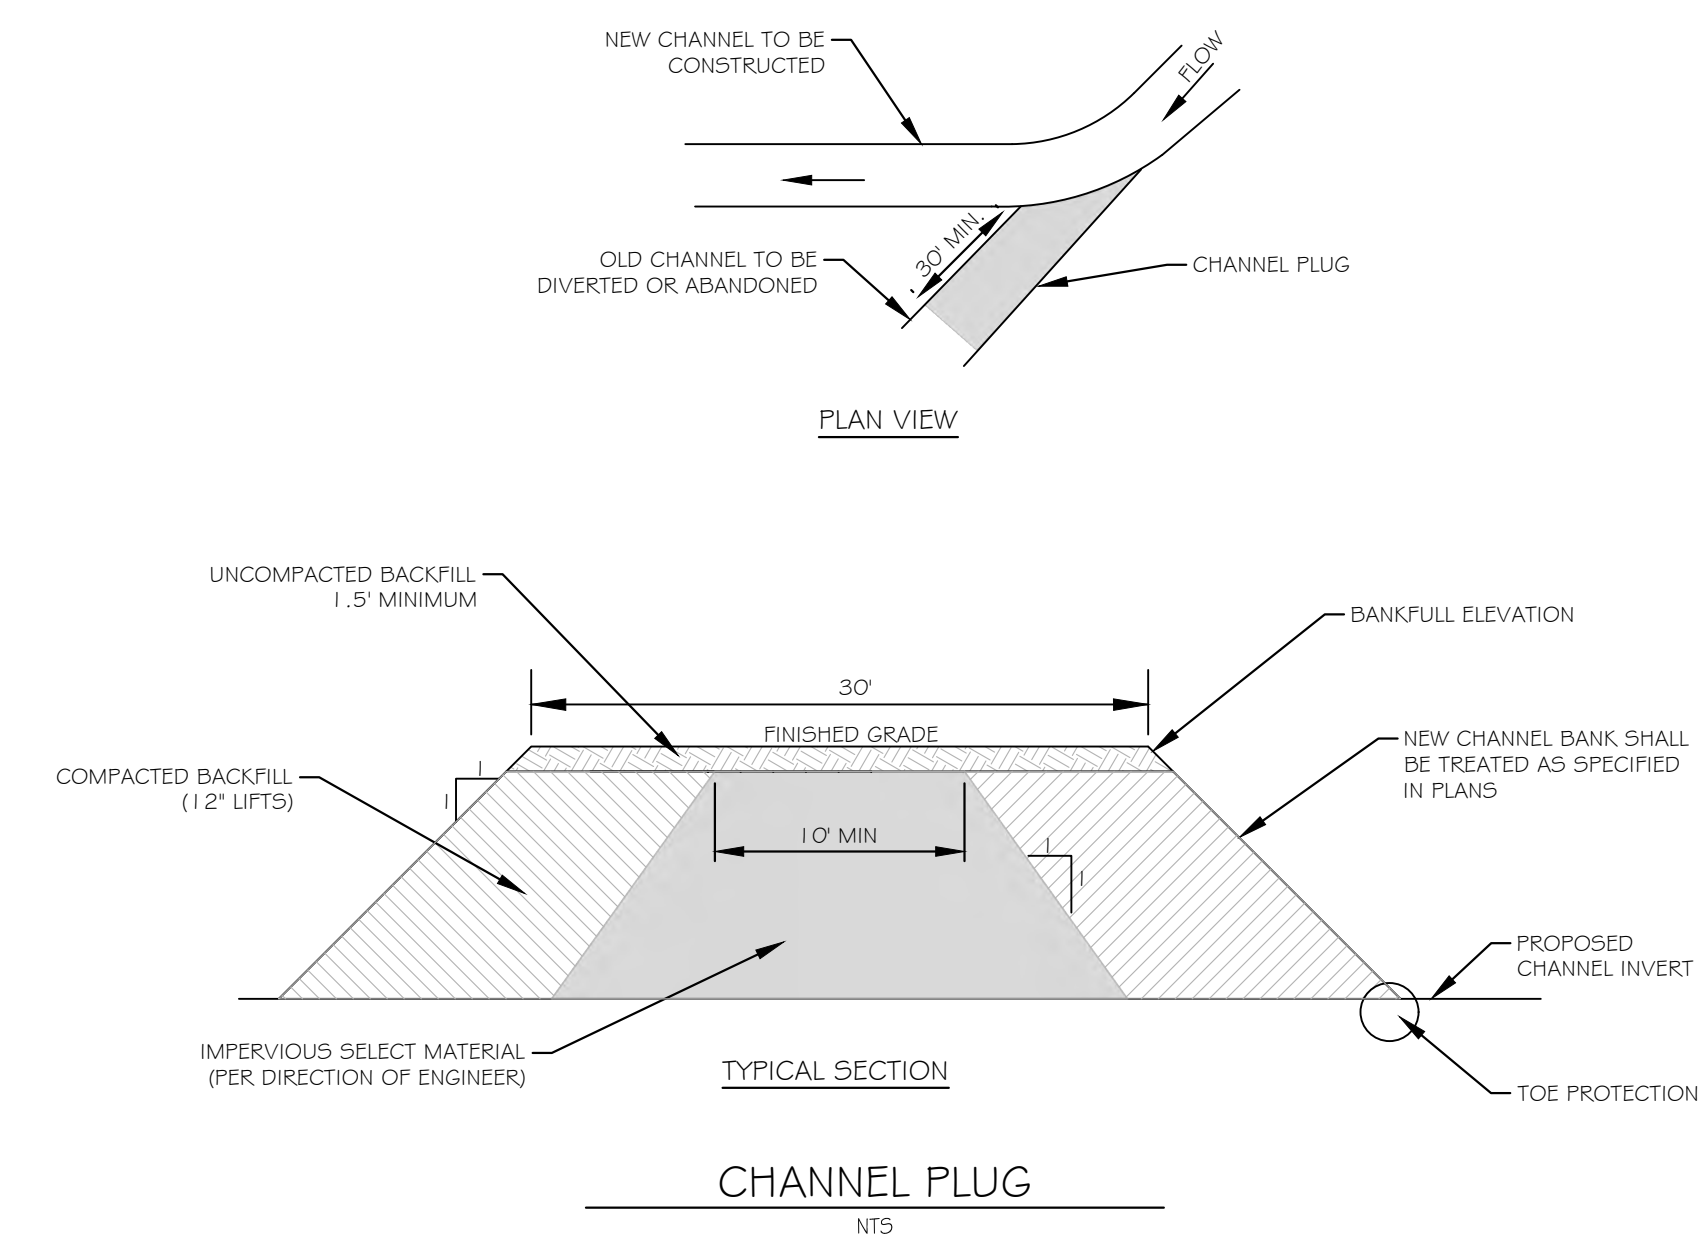 NEW CHANNEL TO BE
CONSTRUCTED
FLOW
30' MIN.
OLD CHANNEL TO BE
DIVERTED OR ABANDONED
CHANNEL PLUG
PLAN VIEW
UNCOMPACTED BACKFILL
1.5' MINIMUM
BANKFULL ELEVATION
30'
FINISHED GRADE
NEW CHANNEL BANK SHALL
BE TREATED AS SPECIFIED
IN PLANS
COMPACTED BACKFILL
(12" LIFTS)
1
1
10' MIN
1
1
PROPOSED
CHANNEL INVERT
IMPERVIOUS SELECT MATERIAL
(PER DIRECTION OF ENGINEER)
TYPICAL SECTION
TOE PROTECTION
CHANNEL PLUG
NTS